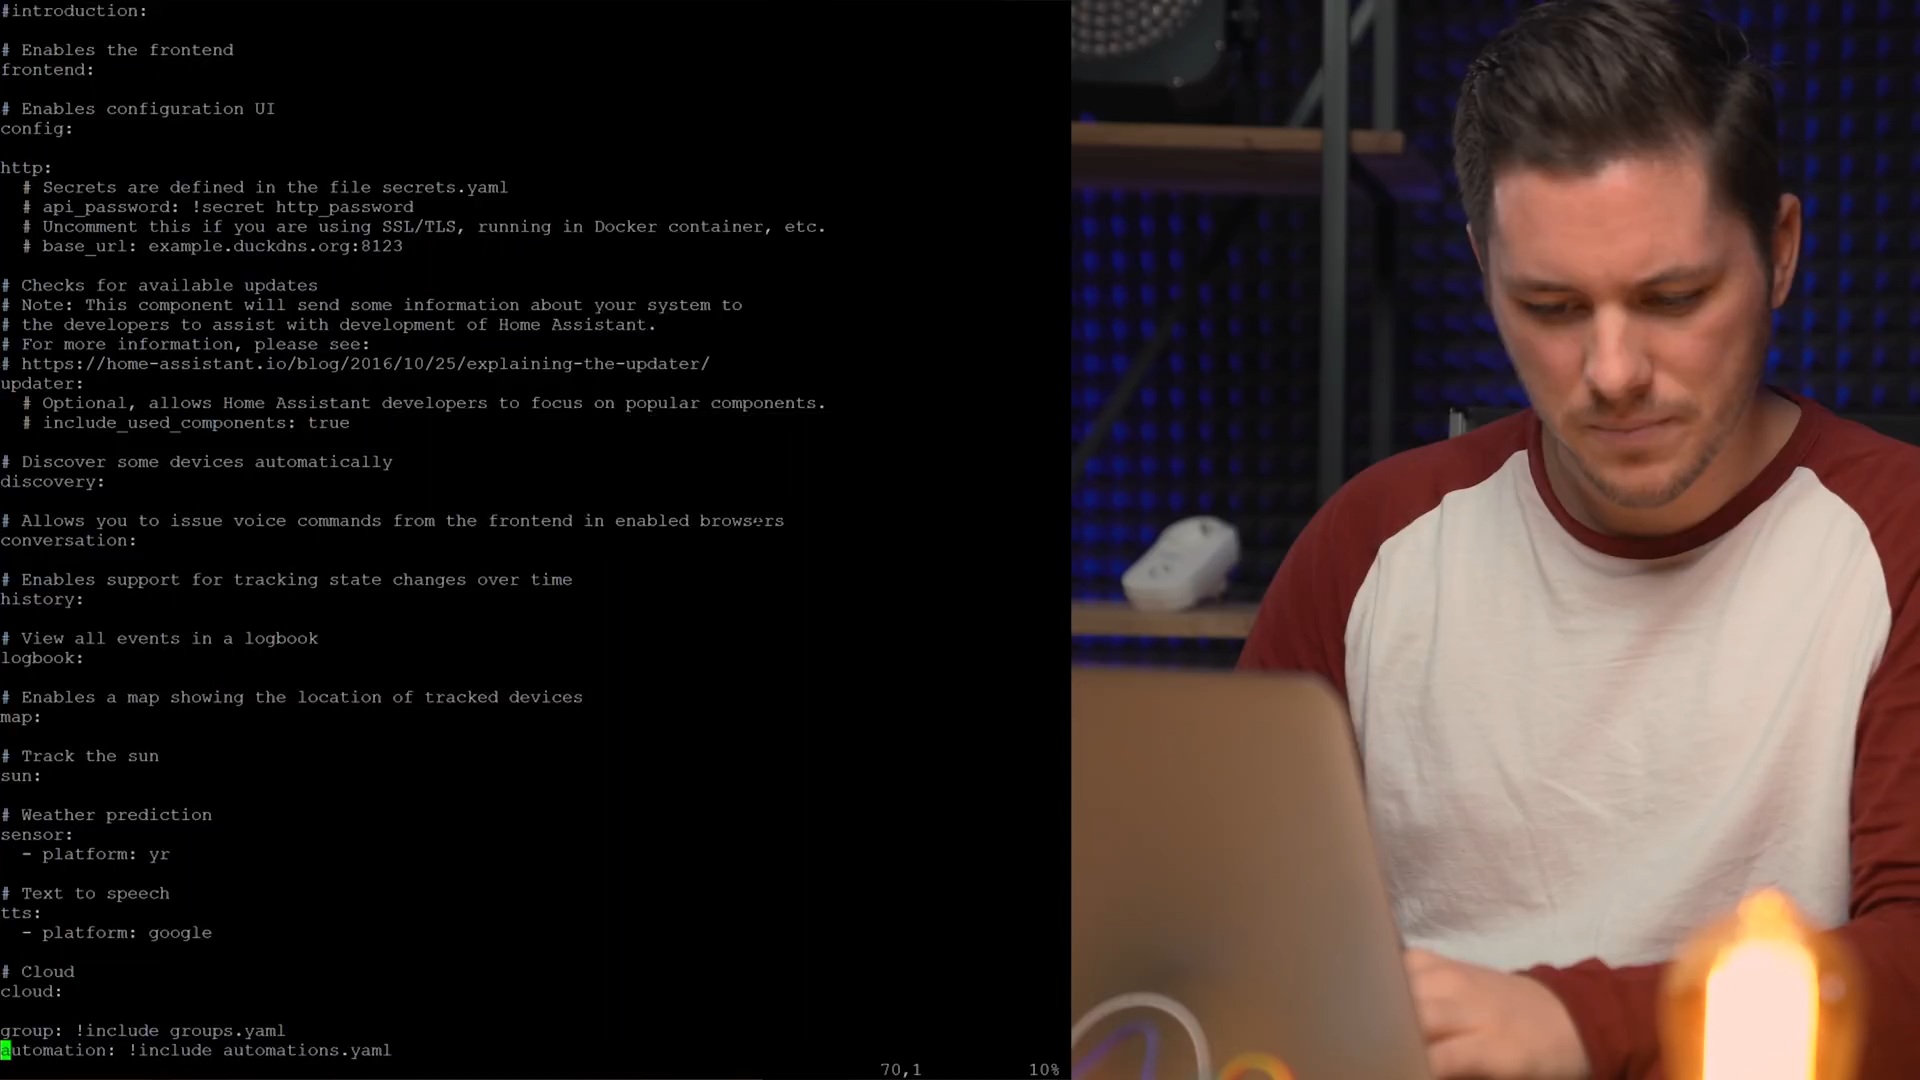 #introduction:
# Enables the frontend
frontend:
# Enables configuration UI
config:
http:
  # Secrets are defined in the file secrets.yaml
  # api_password: !secret http_password
  # Uncomment this if you are using SSL/TLS, running in Docker container, etc.
  # base_url: example.duckdns.org:8123
# Checks for available updates
# Note: This component will send some information about your system to
# the developers to assist with development of Home Assistant.
# For more information, please see:
# https://home-assistant.io/blog/2016/10/25/explaining-the-updater/
updater:
  # Optional, allows Home Assistant developers to focus on popular components.
  # include_used_components: true
# Discover some devices automatically
discovery:
# Allows you to issue voice commands from the frontend in enabled browsers
conversation:
# Enables support for tracking state changes over time
history:
# View all events in a logbook
logbook:
# Enables a map showing the location of tracked devices
map:
# Track the sun
sun:
# Weather prediction
sensor:
  - platform: yr
# Text to speech
tts:
  - platform: google
# Cloud
cloud:
group: !include groups.yaml
automation: !include automations.yaml
70,1 10%